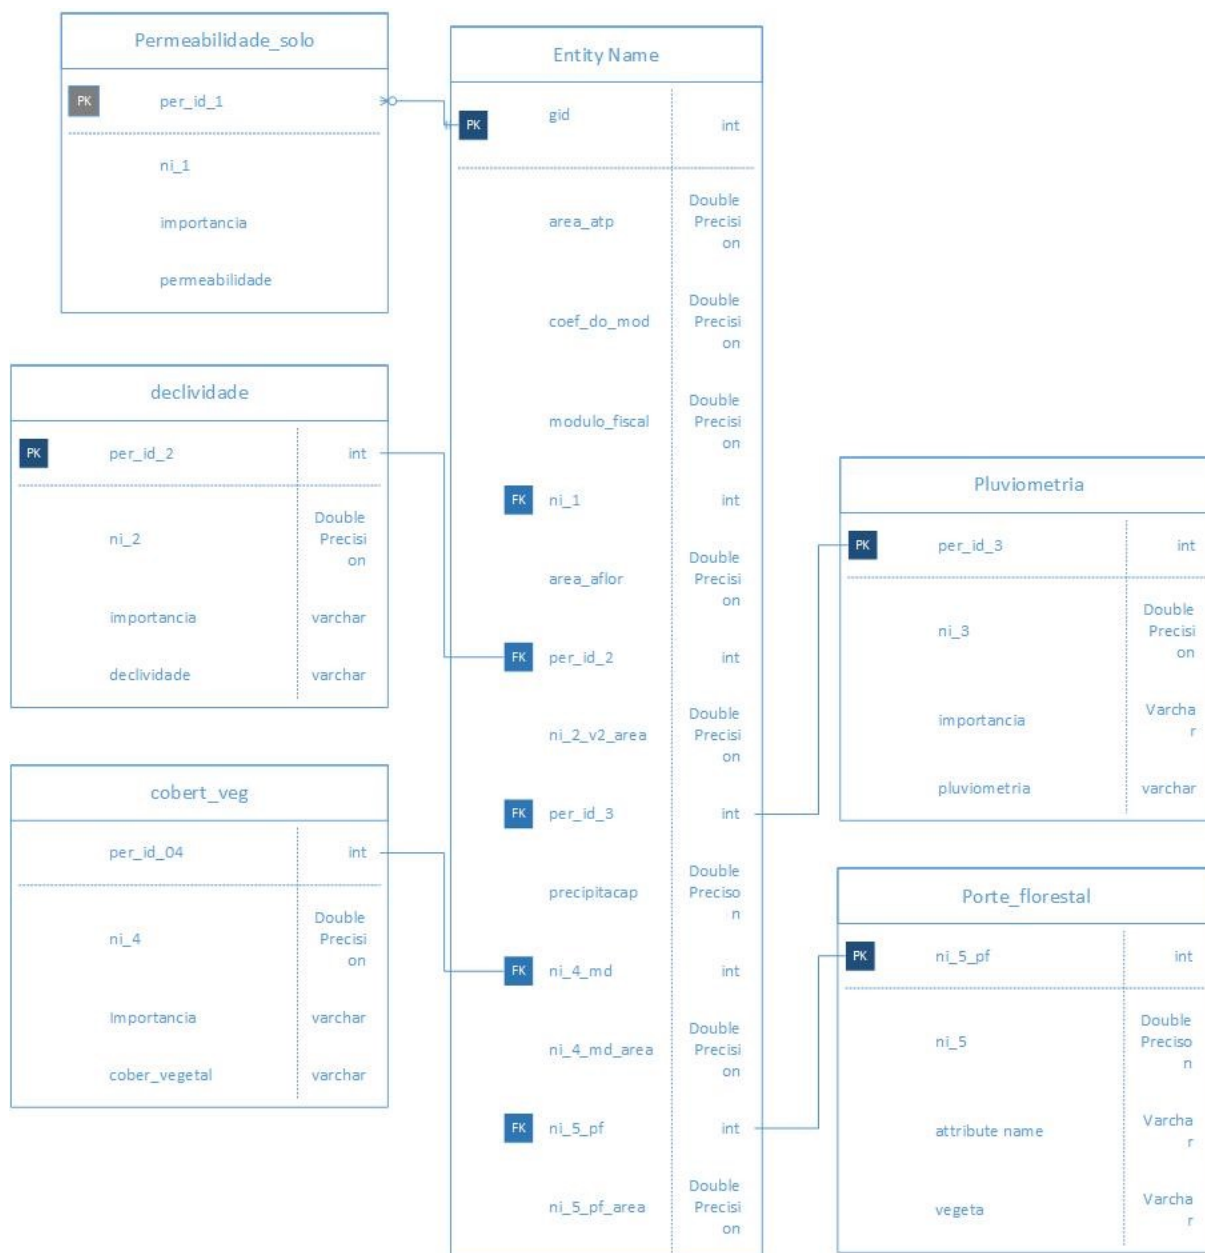 Permeabilidade_solo
PK per_id_1
ni_1
importancia
permeabilidade
declividade
PK per_id_2 int
ni_2 Double
Precisi
on
importancia varchar
declividade varchar
cobert_veg
per_id_04 int
ni_4 Double
Precisi
on
Importancia varchar
cober_vegetal varchar
Entity Name
PK gid int
area_atp Double
Precisi
on
coef_do_mod Double
Precisi
on
modulo_fiscal Double
Precisi
on
FK ni_1 int
area_aflor Double
Precisi
on
FK per_id_2 int
ni_2_v2_area Double
Precisi
on
FK per_id_3 int
precipitacap Double
Preciso
n
FK ni_4_md int
ni_4_md_area Double
Precisi
on
FK ni_5_pf int
ni_5_pf_area Double
Precisi
on
Pluviometria
PK per_id_3 int
ni_3 Double
Precisi
on
importancia Varcha
r
pluviometria varchar
Porte_florestal
PK ni_5_pf int
ni_5 Double
Preciso
n
attribute name Varcha
r
vegeta Varcha
r